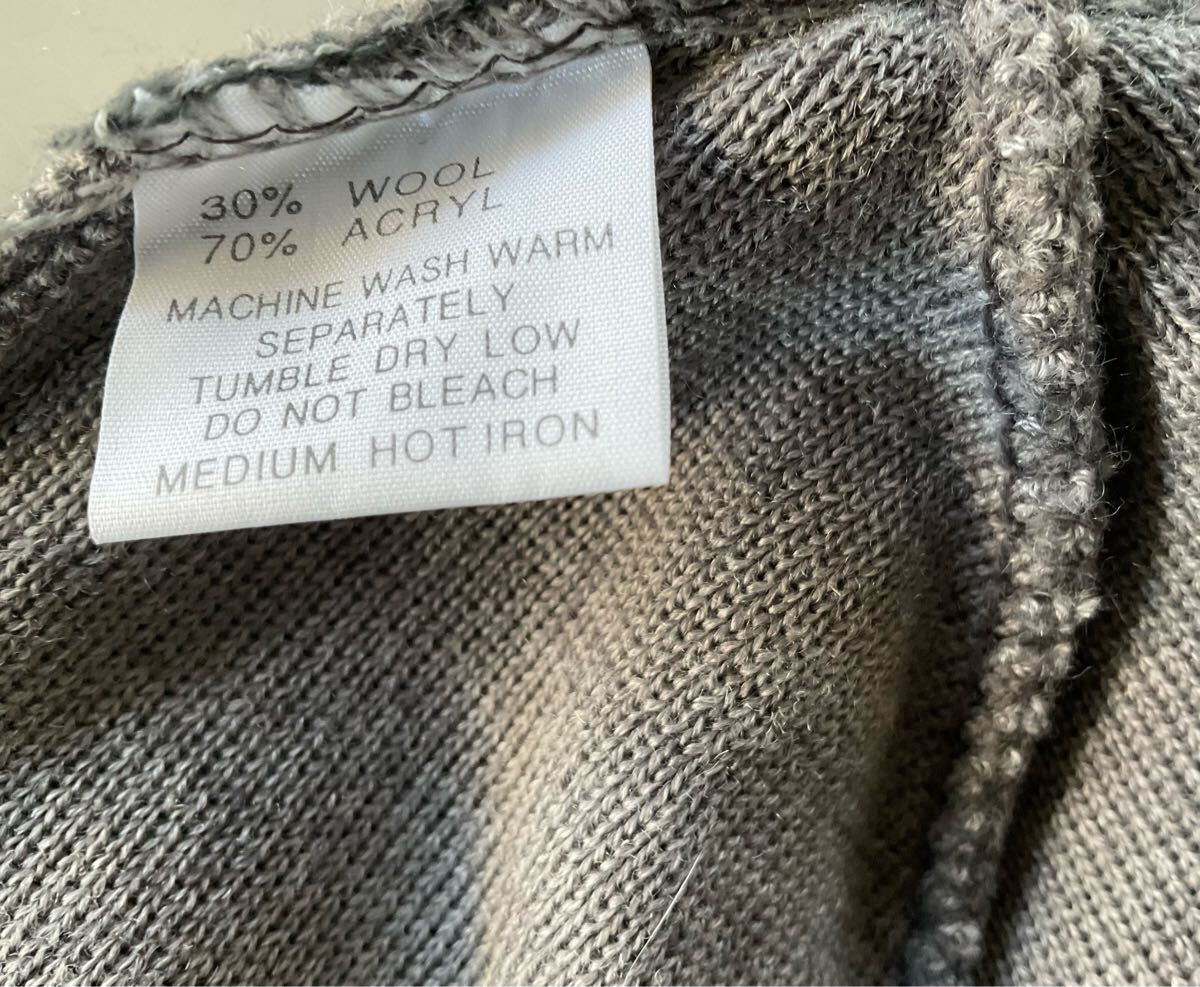 30% WOOL
70% ACRYL
MACHINE WASH WARM
SEPARATELY
TUMBLE DRY LOW
DO NOT BLEACH
MEDIUM HOT IRON